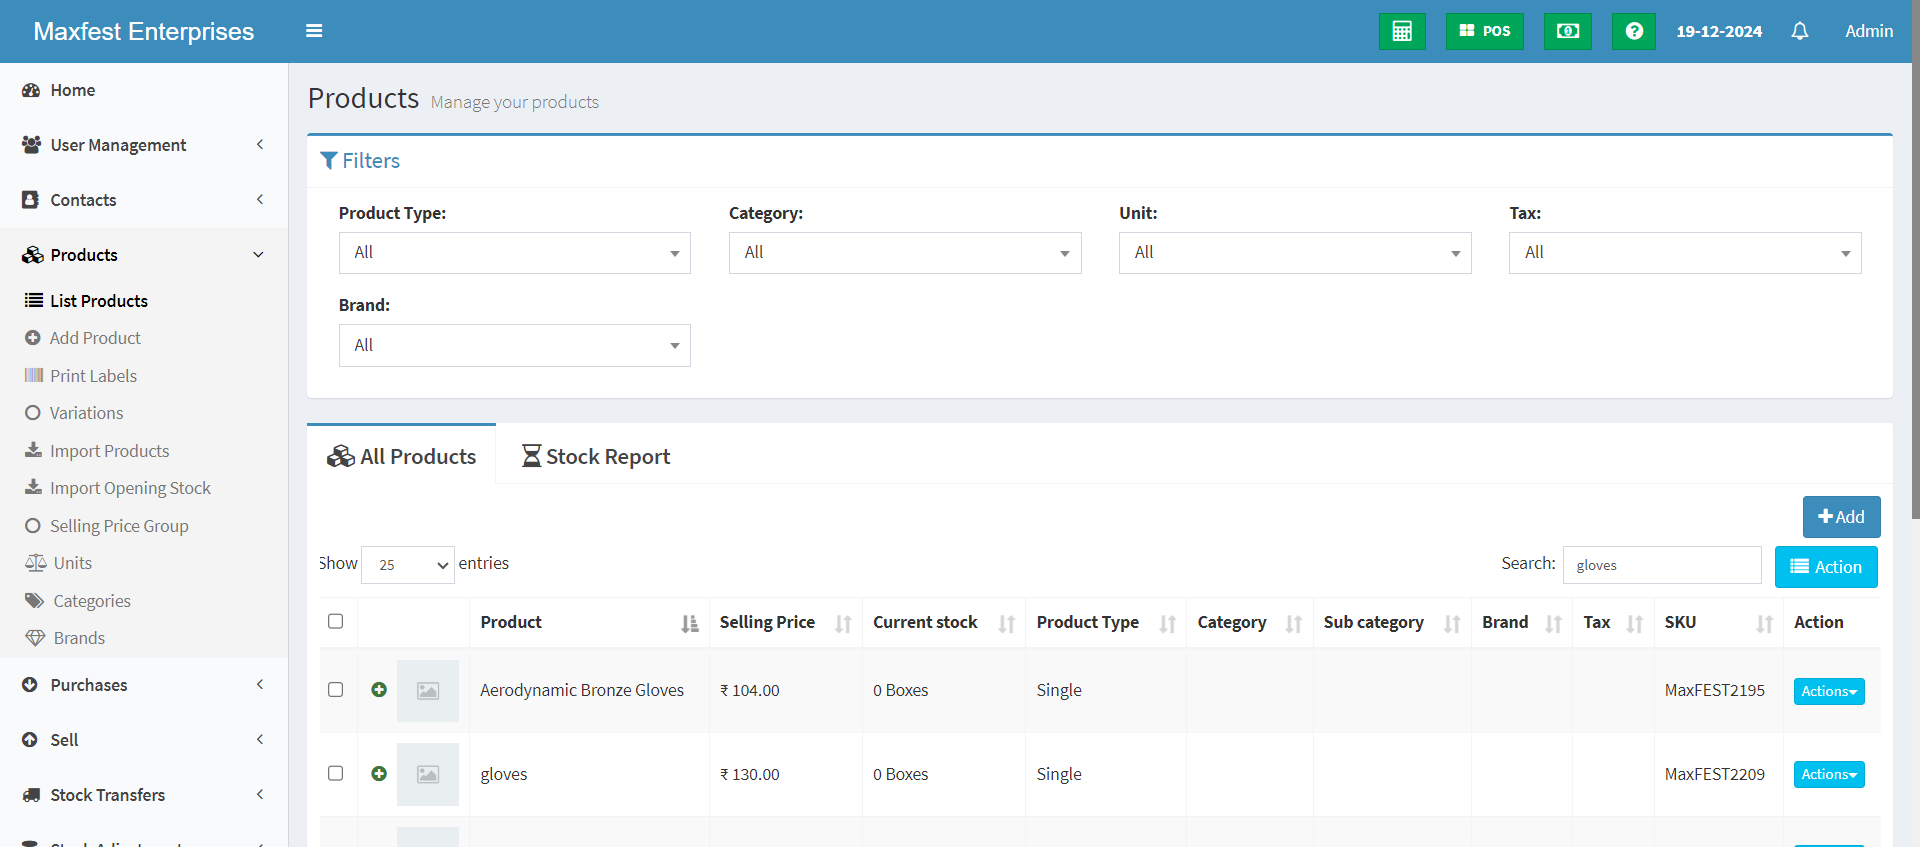 Maxfest Enterprises
POS
19-12-2024
Admin
Home
User Management
Contacts
Products
List Products
Add Product
Print Labels
Variations
Import Products
Import Opening Stock
Selling Price Group
Units
Categories
Brands
Purchases
Sell
Stock Transfers
Products Manage your products
Filters
Product Type: Category: Unit: Tax:
All All All All
Brand:
All
All Products Stock Report
Add
Show 25 entries Search: gloves Action
Product Selling Price Current stock Product Type Category Sub category Brand Tax SKU Action
Aerodynamic Bronze Gloves ₹ 104.00 0 Boxes Single MaxFEST2195 Actions
gloves ₹ 130.00 0 Boxes Single MaxFEST2209 Actions